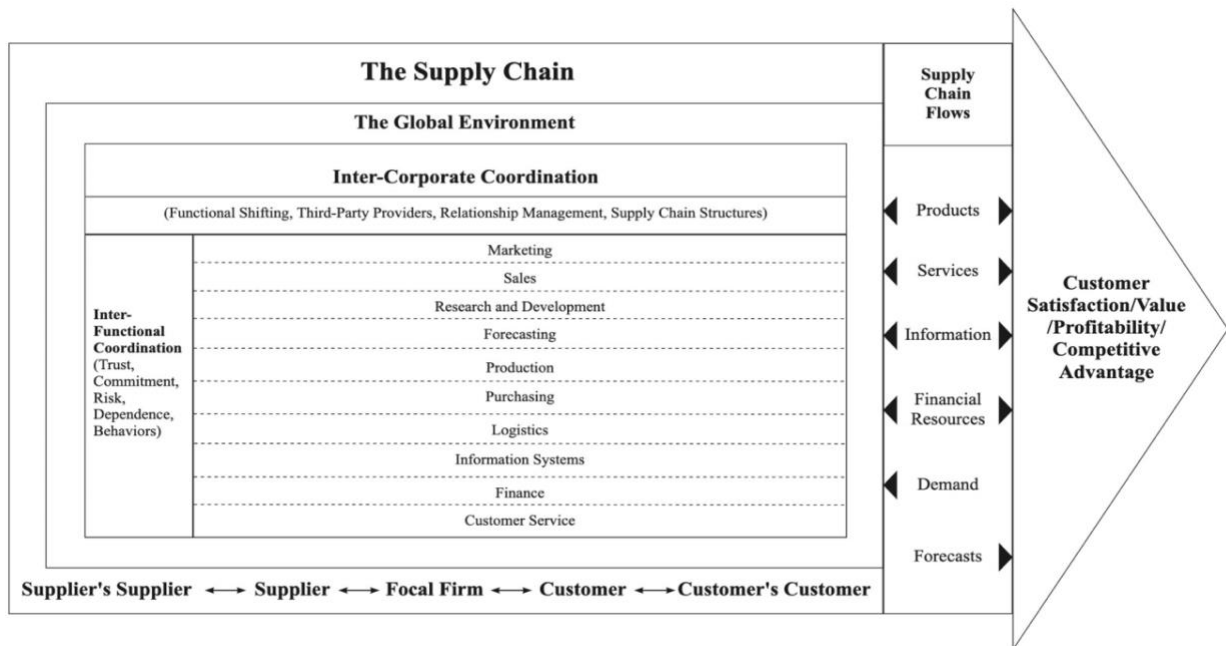 The Supply Chain
The Global Environment
Inter-Corporate Coordination
(Functional Shifting, Third-Party Providers, Relationship Management, Supply Chain Structures)
Inter-
Functional
Coordination
(Trust,
Commitment,
Risk,
Dependence,
Behaviors)
Marketing
Sales
Research and Development
Forecasting
Production
Purchasing
Logistics
Information Systems
Finance
Customer Service
Supplier's Supplier Supplier Focal Firm Customer Customer's Customer
Supply
Chain
Flows
Products
Services
Information
Financial
Resources
Demand
Forecasts
Customer
Satisfaction/Value
/Profitability/
Competitive
Advantage